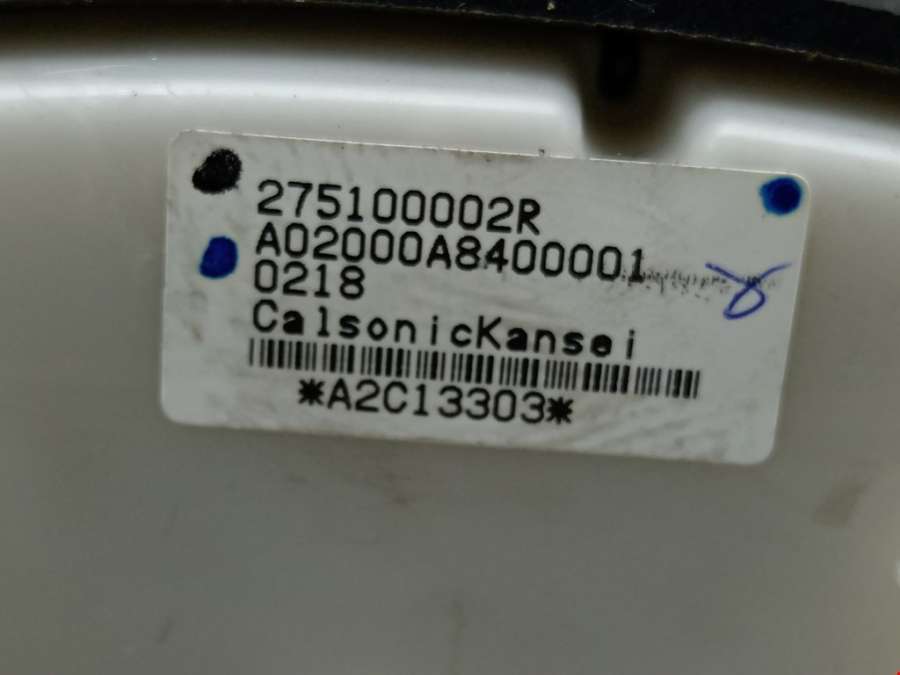 275100002R
A02000A8400001
0218
CalsonicKansei
*A2C13303*